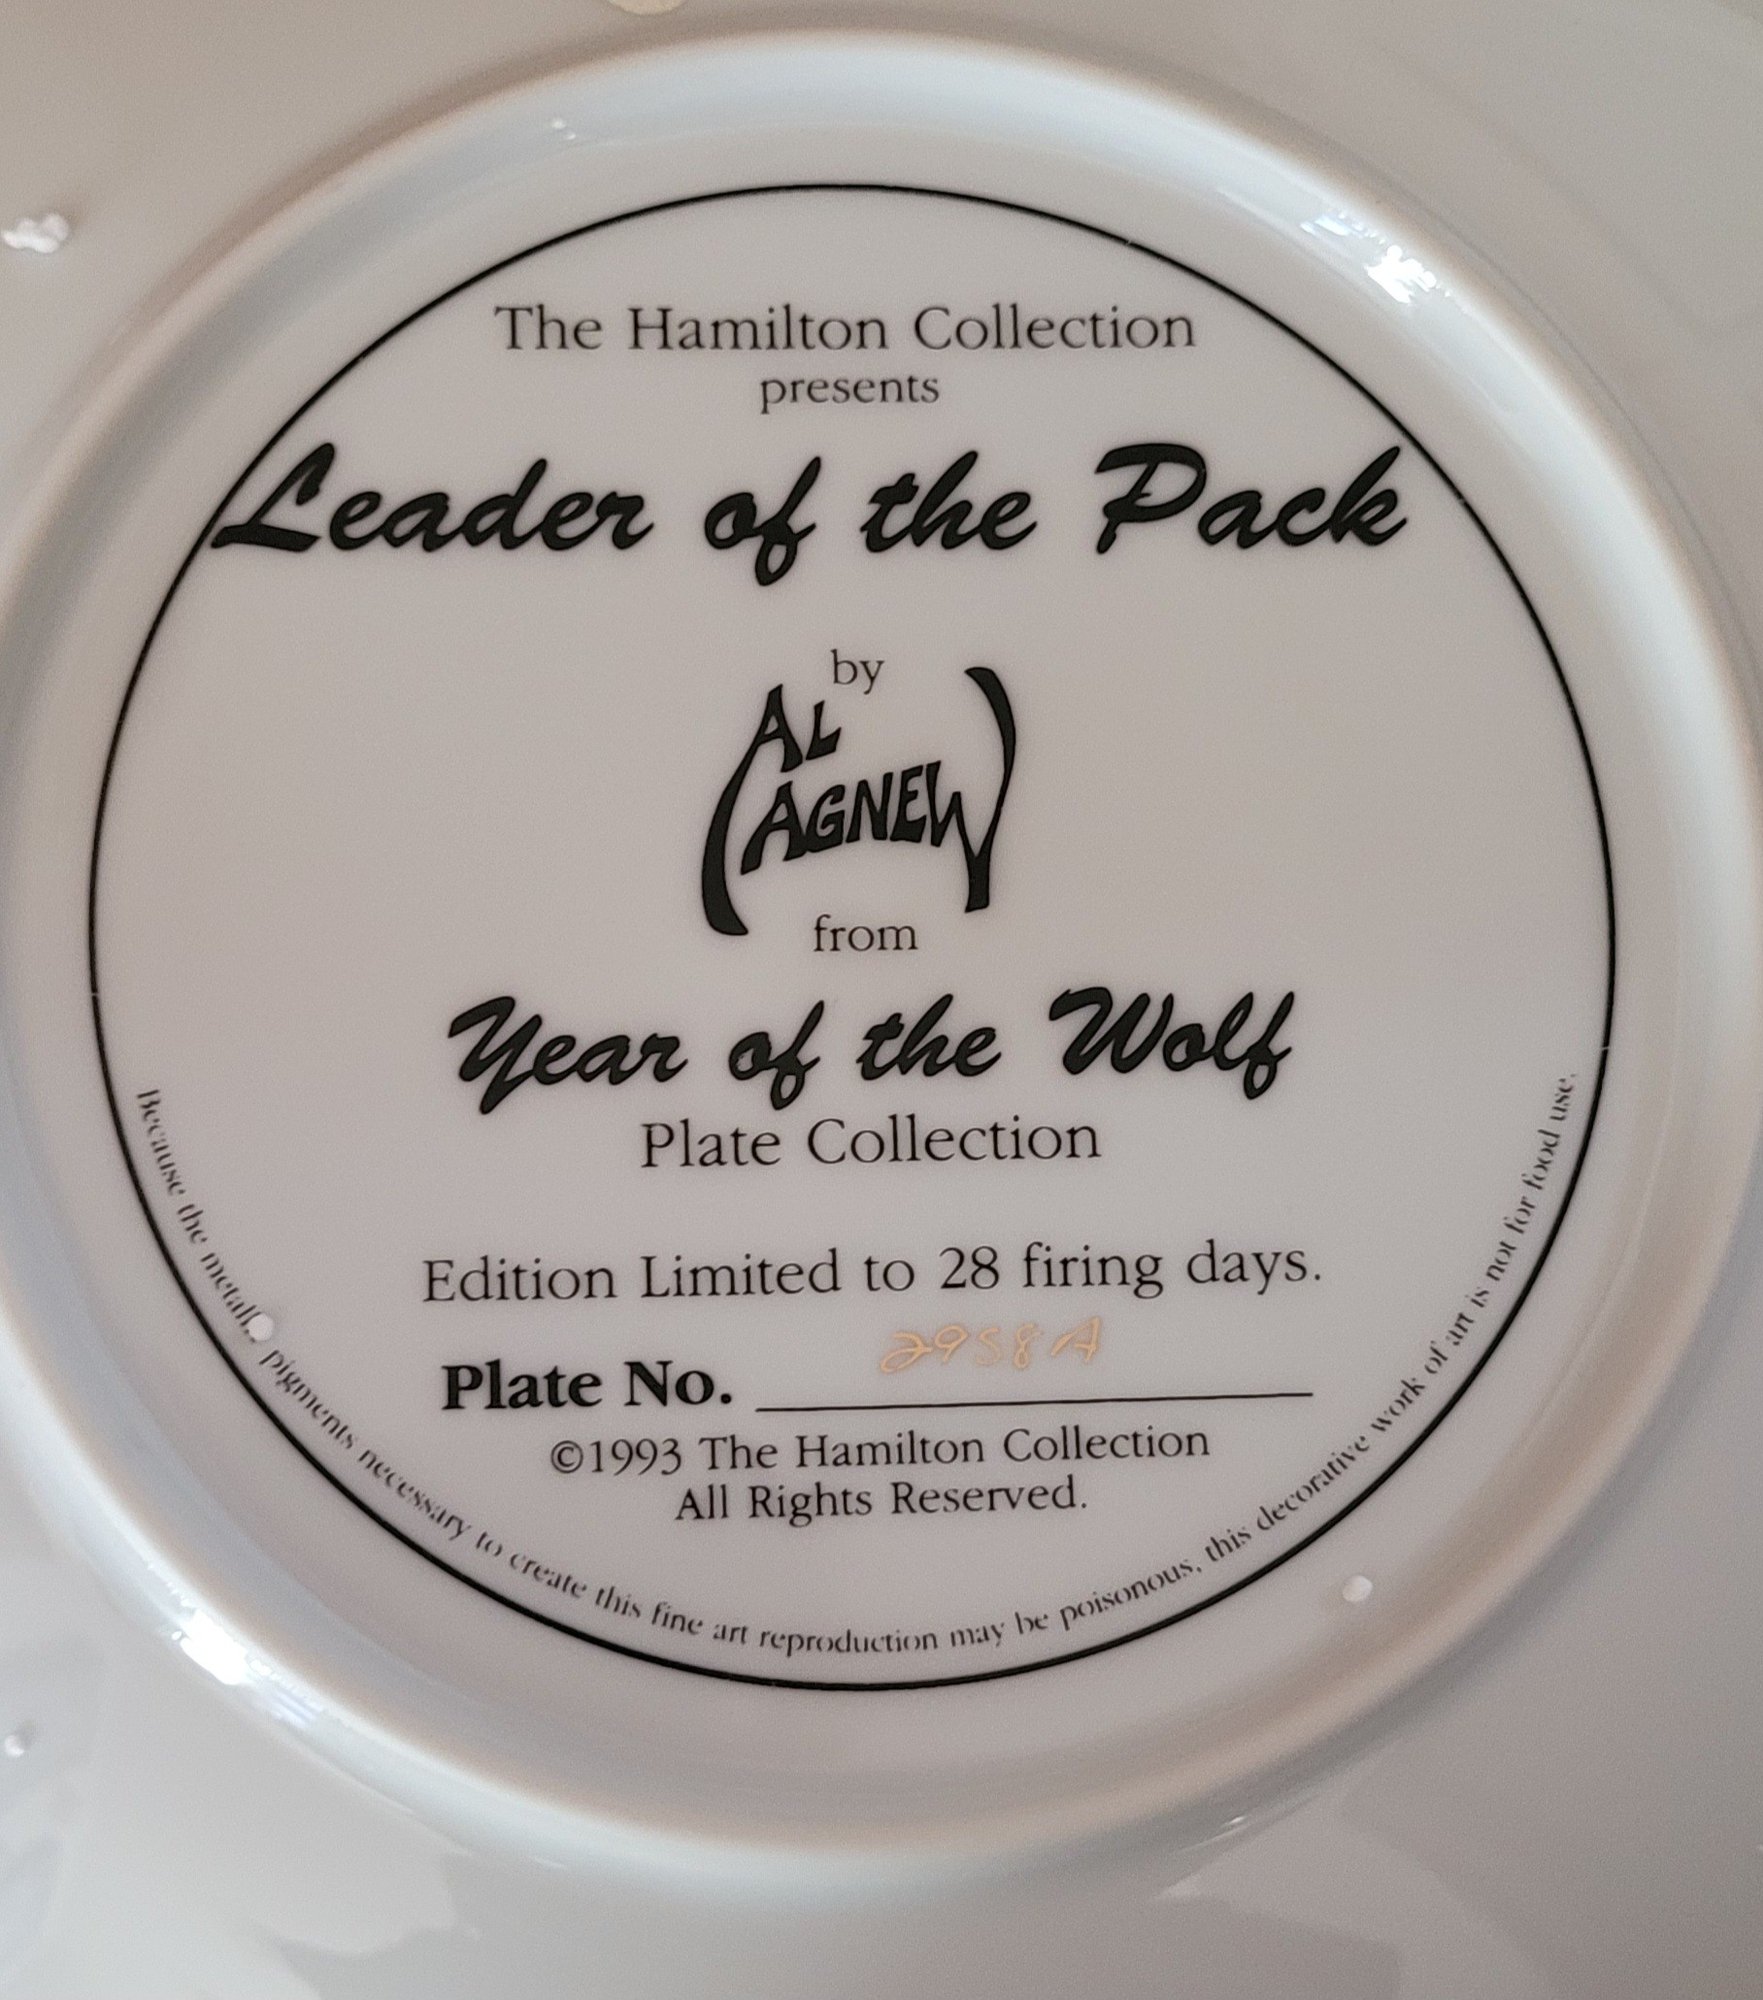 The Hamilton Collection
presents
Leader of the Pack
by
AL
AGNEW
from
Year of the Wolf
Plate Collection
Edition Limited to 28 firing days.
2958A
Plate No.
©1993 The Hamilton Collection
All Rights Reserved.
Because the metallic pigments necessary to create this fine art reproduction may be poisonous, this decorative work of art is not for food use.